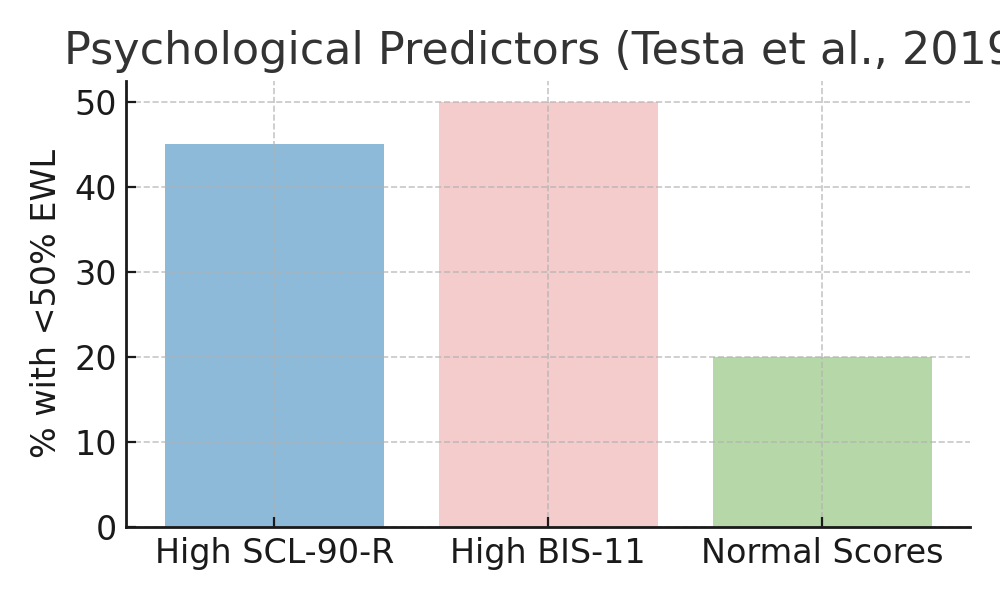 Psychological Predictors (Testa et al., 2019
% with <50% EWL
50
40
30
20
10
0
High SCL-90-R
High BIS-11
Normal Scores